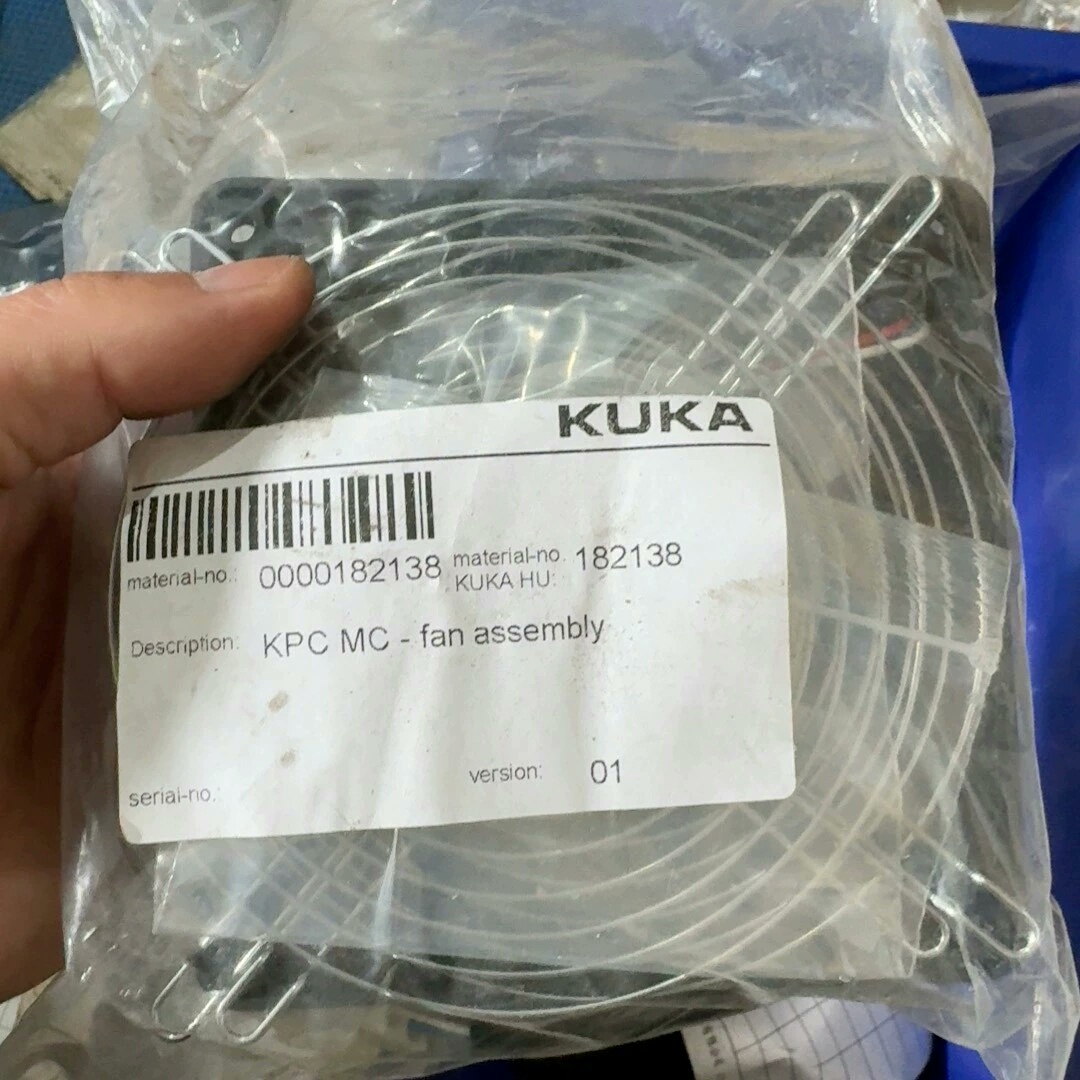 KUKA
material-no.: 0000182138 material-no. 182138
KUKA HU:
Description: KPC MC - fan assembly
version: 01
serial-no.: